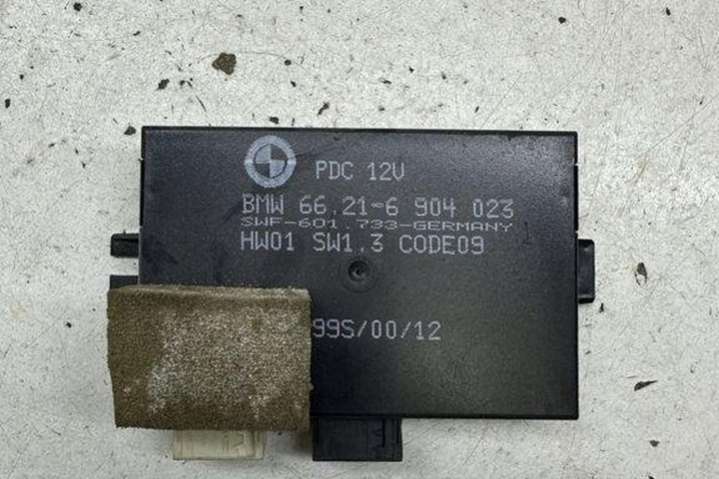 PDC 12V
BMW 66.21-6 904 023
SWF-601.733-GERMANY
HW01 SW1.3 CODE09
99S/00/12